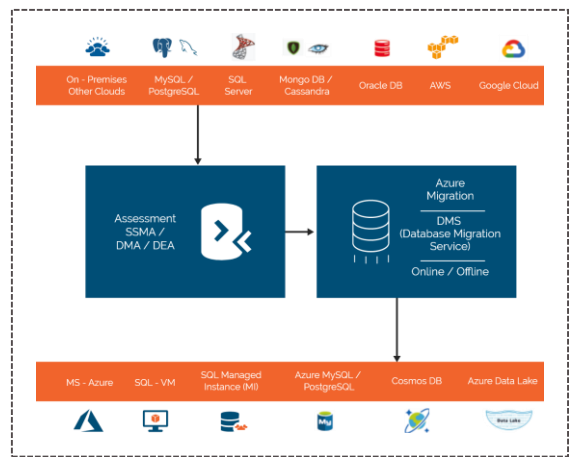 On - Premises
Other Clouds
MySQL /
PostgreSQL
SQL
Server
Mongo DB /
Cassandra
Oracle DB
AWS
Google Cloud
Assessment
SSMA /
DMA / DEA
Azure
Migration
DMS
(Database Migration
Service)
Online / Offline
MS - Azure
SQL - VM
SQL Managed
Instance (MI)
Azure MySQL /
PostgreSQL
Cosmos DB
Azure Data Lake
My
Data Lake